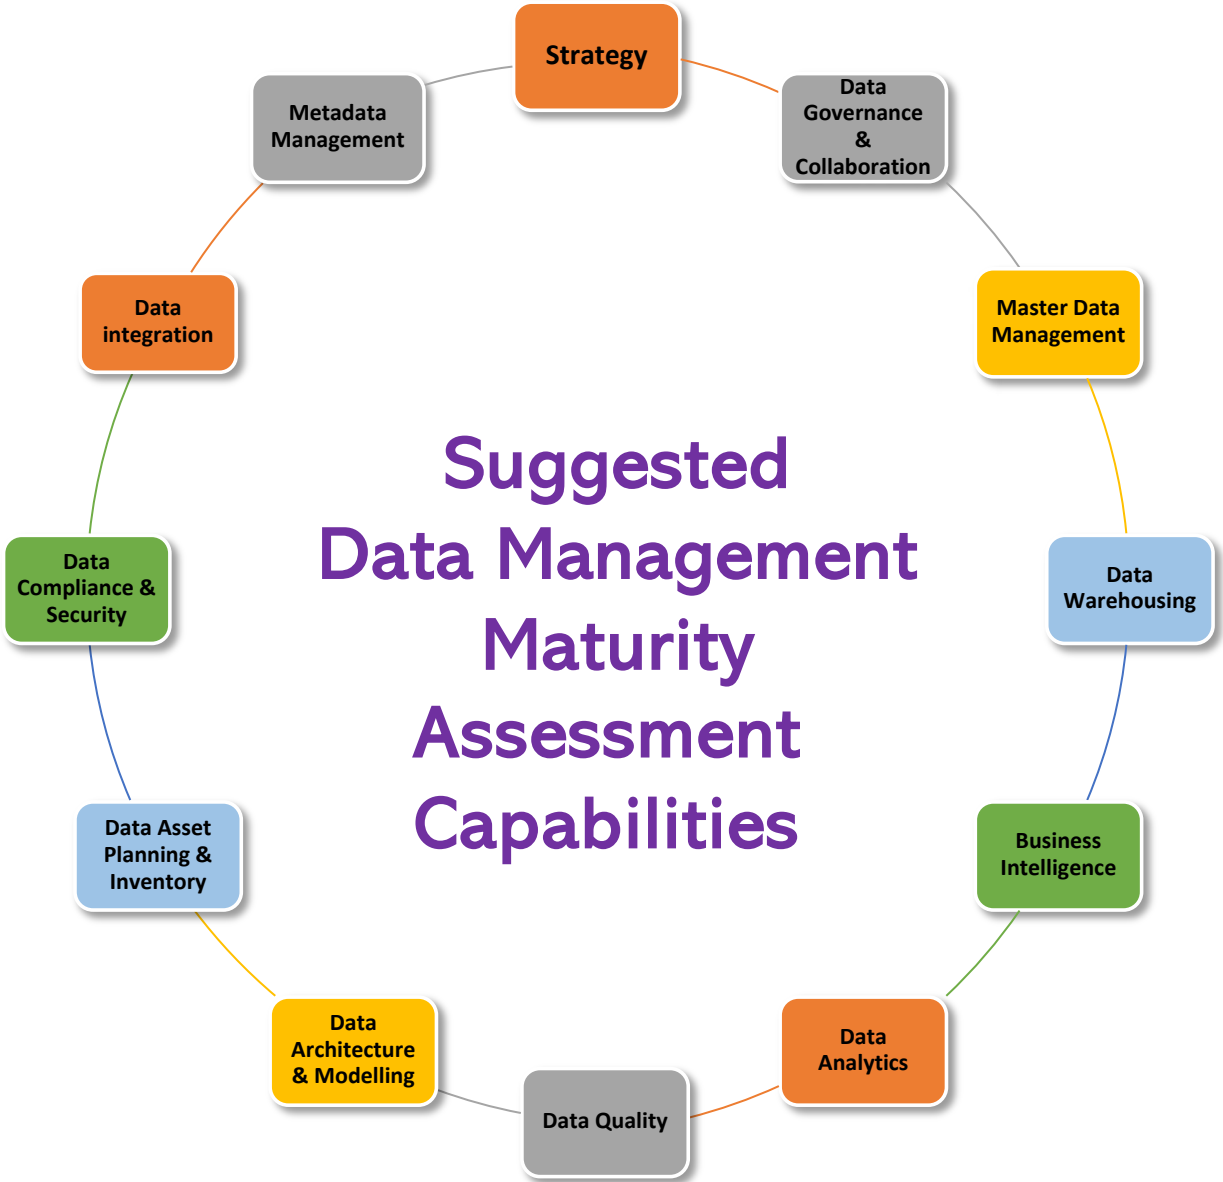 Strategy
Data
Governance
&
Collaboration
Master Data
Management
Data
Warehousing
Business
Intelligence
Data
Analytics
Data Quality
Data
Architecture
& Modelling
Data Asset
Planning &
Inventory
Data
Compliance &
Security
Data
integration
Metadata
Management
Suggested
Data Management
Maturity
Assessment
Capabilities